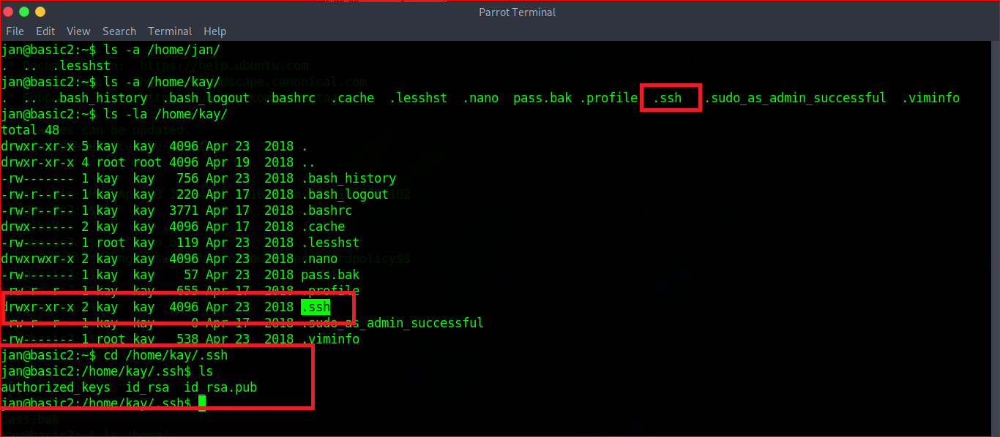 Parrot Terminal
File Edit View Search Terminal Help
jan@basic2:~$ ls -a /home/jan/
. .. .lesshst
jan@basic2:~$ ls -a /home/kay/
. .. .bash_history .bash_logout .bashrc .cache .lesshst .nano pass.bak .profile .ssh .sudo_as_admin_successful .viminfo
jan@basic2:~$ ls -la /home/kay/
total 48
drwxr-xr-x 5 kay kay 4096 Apr 23 2018 .
drwxr-xr-x 4 root root 4096 Apr 19 2018 ..
-rw------- 1 kay kay 756 Apr 23 2018 .bash_history
-rw-r--r-- 1 kay kay 220 Apr 17 2018 .bash_logout
-rw-r--r-- 1 kay kay 3771 Apr 17 2018 .bashrc
drwx------ 2 kay kay 4096 Apr 17 2018 .cache
-rw------- 1 root kay 119 Apr 23 2018 .lesshst
drwxrwxr-x 2 kay kay 4096 Apr 23 2018 .nano
-rw------- 1 kay kay 57 Apr 23 2018 pass.bak
-rw-r--r-- 1 kay kay 655 Apr 17 2018 .profile
drwxr-xr-x 2 kay kay 4096 Apr 23 2018 .ssh
-rw-r--r-- 1 kay kay 0 Apr 17 2018 .sudo_as_admin_successful
-rw------- 1 root kay 538 Apr 23 2018 .viminfo
jan@basic2:~$ cd /home/kay/.ssh
jan@basic2:/home/kay/.ssh$ ls
authorized_keys id_rsa id_rsa.pub
jan@basic2:/home/kay/.ssh$
pass.bak